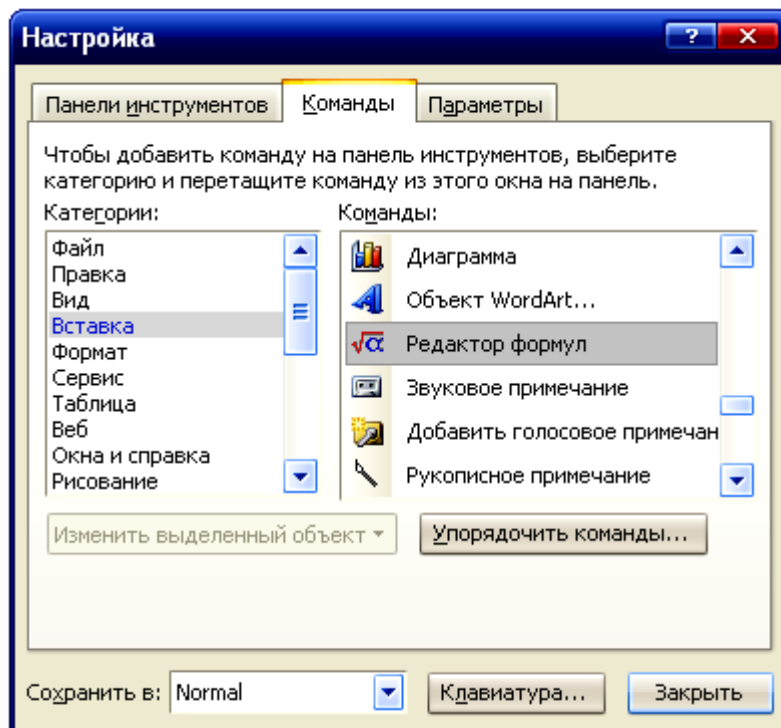 Настройка
Панели инструментов
Команды
Параметры
Чтобы добавить команду на панель инструментов, выберите
категорию и перетащите команду из этого окна на панель.
Категории:
Файл
Правка
Вид
Вставка
Формат
Сервис
Таблица
Веб
Окна и справка
Рисование
Команды:
Диаграмма
Объект WordArt...
√α Редактор формул
Звуковое примечание
Добавить голосовое примечан
Рукописное примечание
Изменить выделенный объект
Упорядочить команды...
Сохранить в: Normal
Клавиатура...
Закрыть